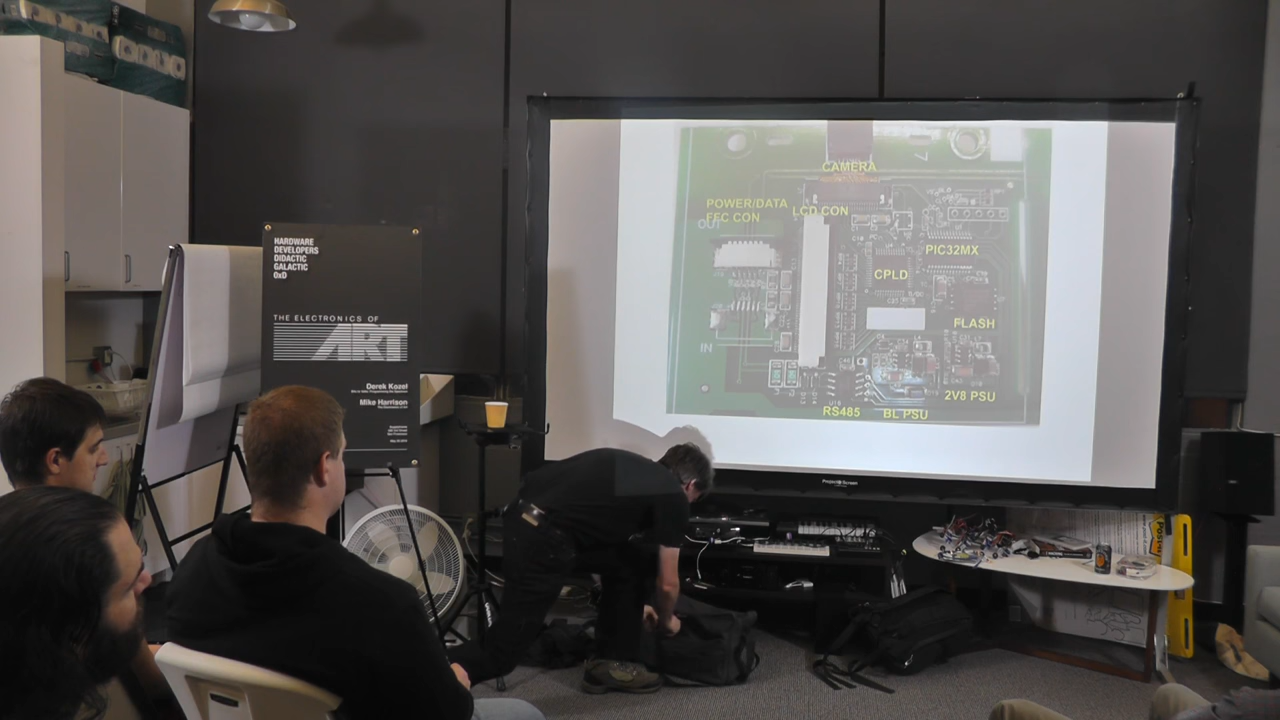 HARDWARE
DEVELOPERS
DIDACTIC
GALACTIC
0xD
THE ELECTRONICS OF
ART
Derek Kozel
Mike Harrison
CAMERA
POWER/DATA
FFC CON
LCD CON
OUT
PIC32MX
CPLD
FLASH
IN
2V8 PSU
RS485
BL PSU